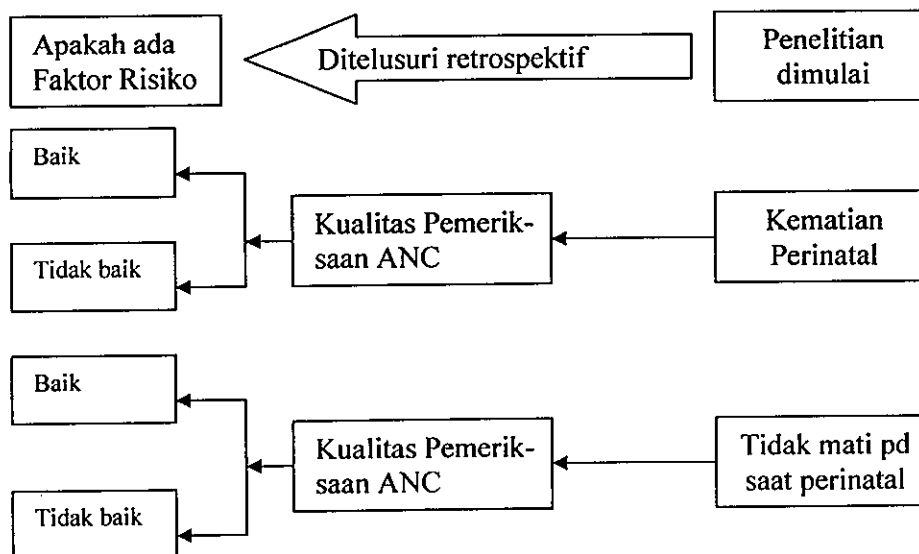 Apakah ada
Faktor Risiko
Ditelusuri retrospektif
Penelitian
dimulai
Baik
Tidak baik
Kualitas Pemerik-
saan ANC
Kematian
Perinatal
Baik
Tidak baik
Kualitas Pemerik-
saan ANC
Tidak mati pd
saat perinatal